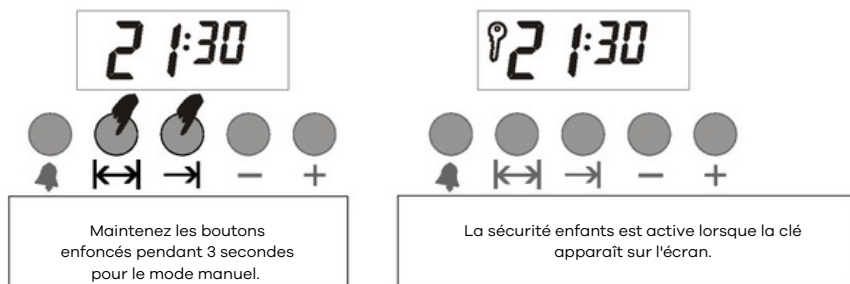 21:30
21:30
Maintenez les boutons
enfoncés pendant 3 secondes
pour le mode manuel.
La sécurité enfants est active lorsque la clé
apparaît sur l'écran.